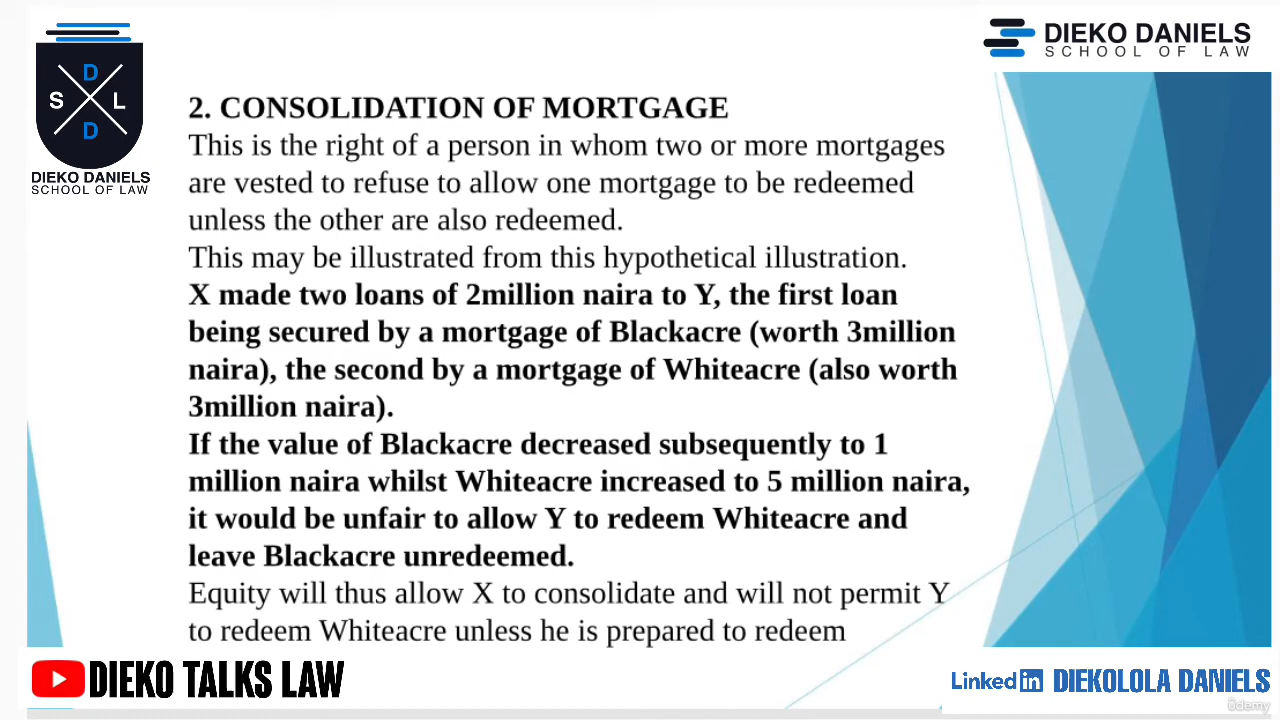 D
S L
D
DIEKO DANIELS
SCHOOL OF LAW
DIEKO DANIELS
SCHOOL OF LAW
2. CONSOLIDATION OF MORTGAGE
This is the right of a person in whom two or more mortgages
are vested to refuse to allow one mortgage to be redeemed
unless the other are also redeemed.
This may be illustrated from this hypothetical illustration.
X made two loans of 2million naira to Y, the first loan
being secured by a mortgage of Blackacre (worth 3million
naira), the second by a mortgage of Whiteacre (also worth
3million naira).
If the value of Blackacre decreased subsequently to 1
million naira whilst Whiteacre increased to 5 million naira,
it would be unfair to allow Y to redeem Whiteacre and
leave Blackacre unredeemed.
Equity will thus allow X to consolidate and will not permit Y
to redeem Whiteacre unless he is prepared to redeem
DIEKO TALKS LAW
Linked in DIEKOLOLA DANIELS
ûdemy